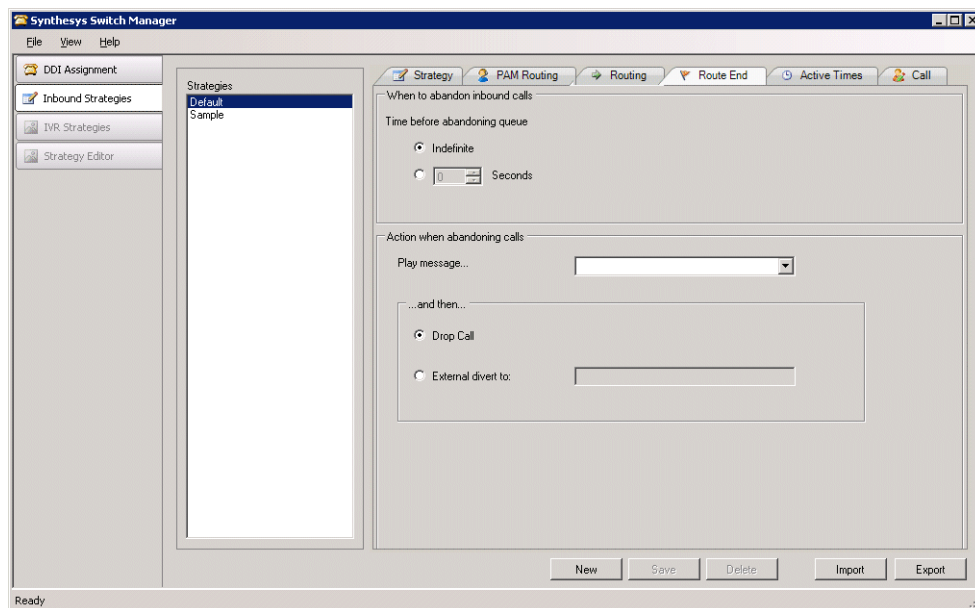 Synthesys Switch Manager
File View Help
DDI Assignment
Inbound Strategies
IVR Strategies
Strategy Editor
Strategies
Default
Sample
Strategy PAM Routing Routing Route End Active Times Call
When to abandon inbound calls
Time before abandoning queue
Indefinite
0 Seconds
Action when abandoning calls
Play message...
...and then...
Drop Call
External divert to:
New Save Delete Import Export
Ready